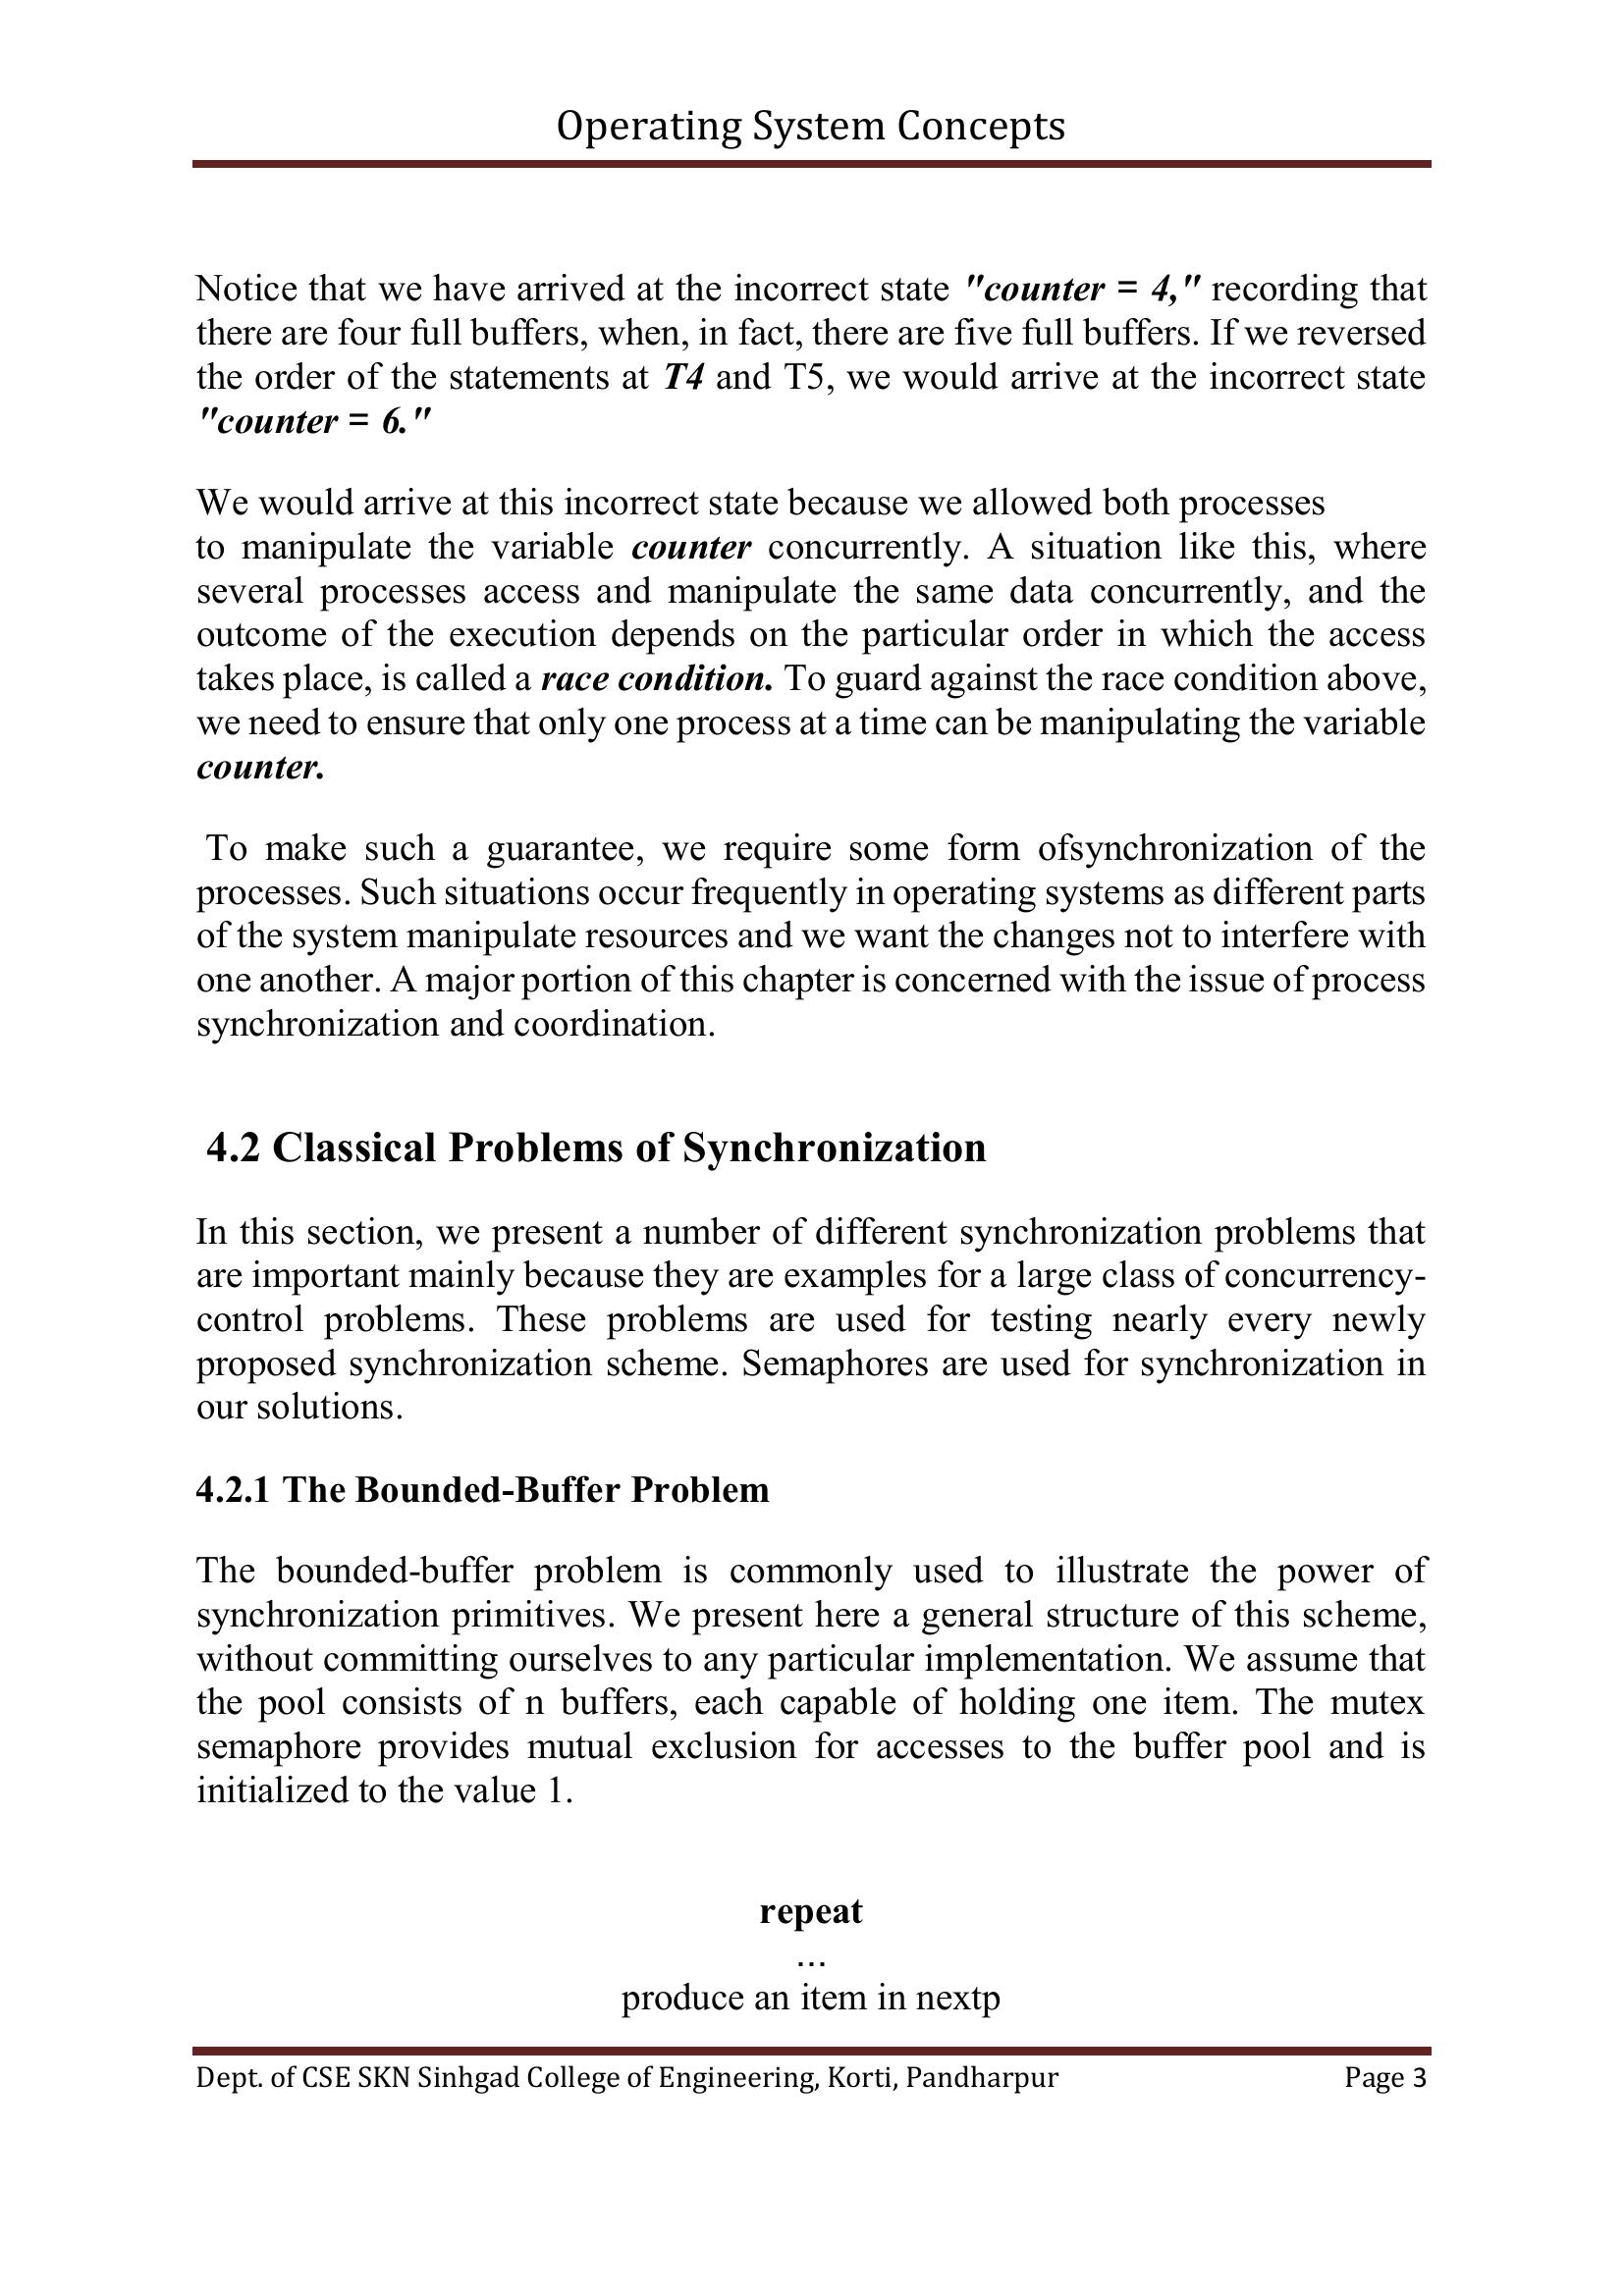 Operating System Concepts
Notice that we have arrived at the incorrect state "counter = 4," recording that
there are four full buffers, when, in fact, there are five full buffers. If we reversed
the order of the statements at T4 and T5, we would arrive at the incorrect state
"counter = 6."
We would arrive at this incorrect state because we allowed both processes
to manipulate the variable counter concurrently. A situation like this, where
several processes access and manipulate the same data concurrently, and the
outcome of the execution depends on the particular order in which the access
takes place, is called a race condition. To guard against the race condition above,
we need to ensure that only one process at a time can be manipulating the variable
counter.
To make such a guarantee, we require some form ofsynchronization of the
processes. Such situations occur frequently in operating systems as different parts
of the system manipulate resources and we want the changes not to interfere with
one another. A major portion of this chapter is concerned with the issue of process
synchronization and coordination.
4.2 Classical Problems of Synchronization
In this section, we present a number of different synchronization problems that
are important mainly because they are examples for a large class of concurrency-
control problems. These problems are used for testing nearly every newly
proposed synchronization scheme. Semaphores are used for synchronization in
our solutions.
4.2.1 The Bounded-Buffer Problem
The bounded-buffer problem is commonly used to illustrate the power of
synchronization primitives. We present here a general structure of this scheme,
without committing ourselves to any particular implementation. We assume that
the pool consists of n buffers, each capable of holding one item. The mutex
semaphore provides mutual exclusion for accesses to the buffer pool and is
initialized to the value 1.
repeat
...
produce an item in nextp
Dept. of CSE SKN Sinhgad College of Engineering, Korti, Pandharpur Page 3